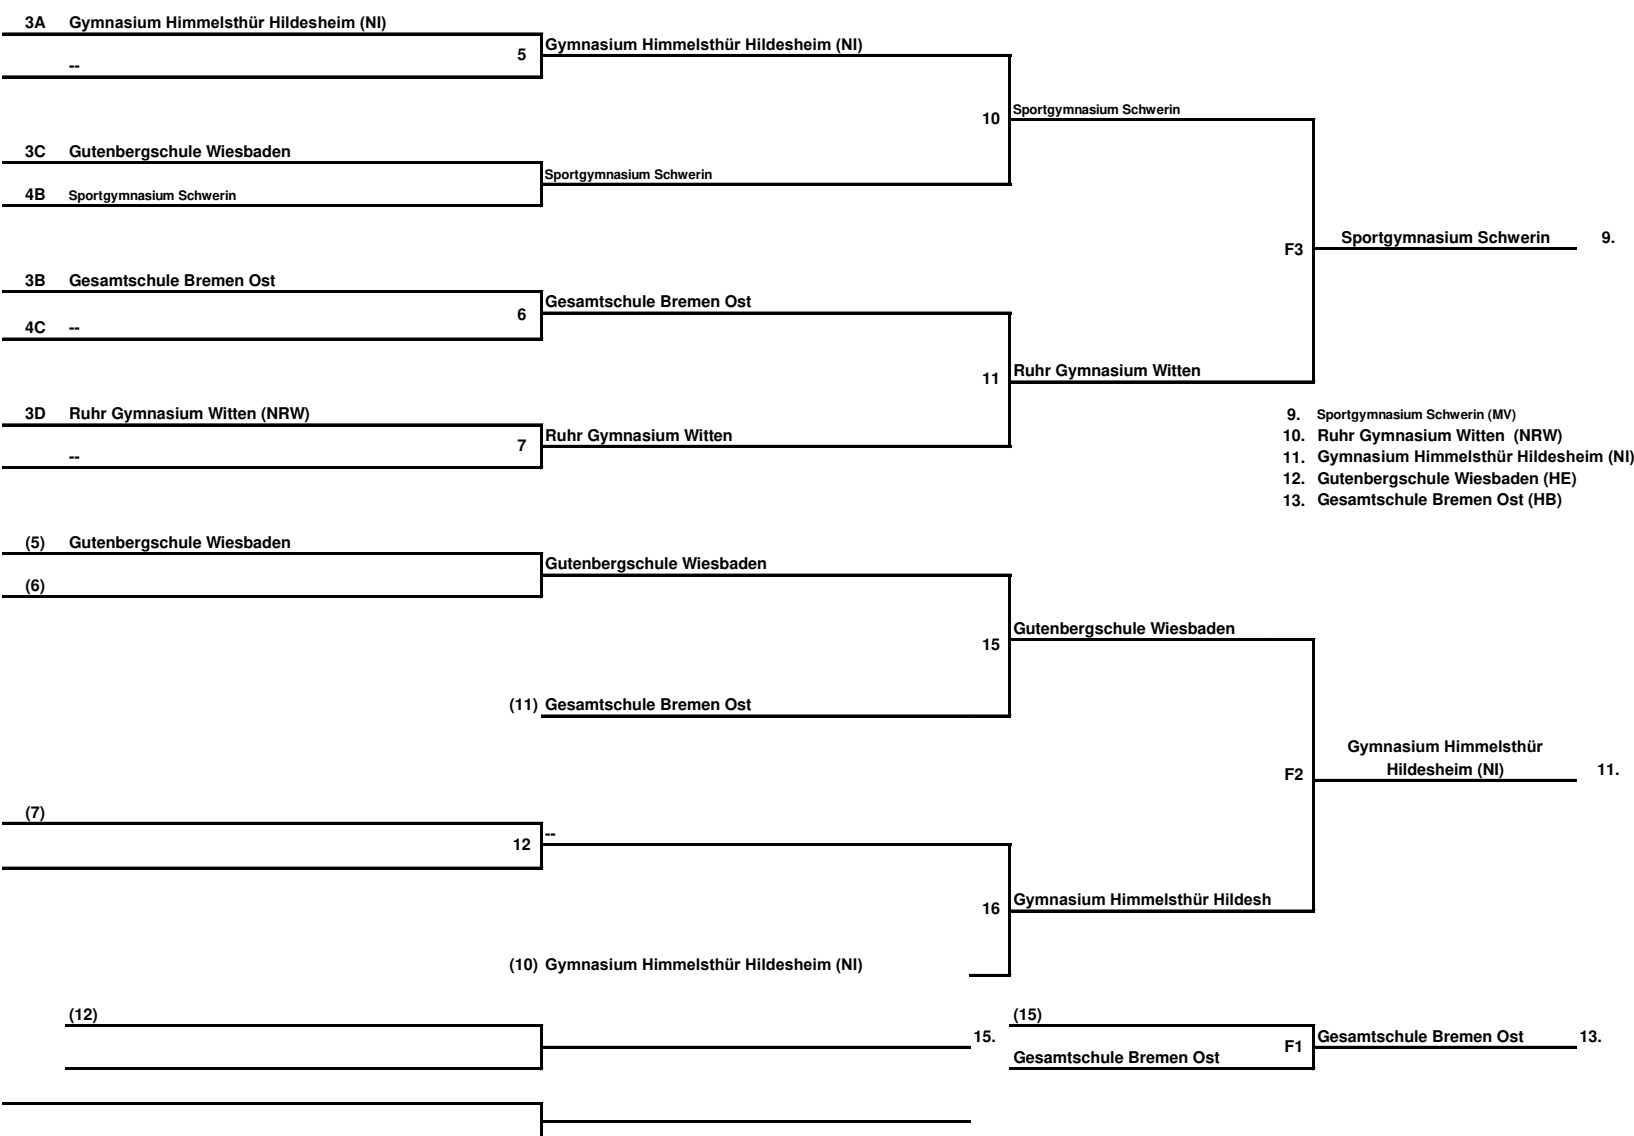 3A Gymnasium Himmelsthür Hildesheim (NI)
Gymnasium Himmelsthür Hildesheim (NI)
5
--
Sportgymnasium Schwerin
10
3C Gutenbergschule Wiesbaden
Sportgymnasium Schwerin
4B Sportgymnasium Schwerin
Sportgymnasium Schwerin 9.
F3
3B Gesamtschule Bremen Ost
Gesamtschule Bremen Ost
6
4C --
Ruhr Gymnasium Witten
11
3D Ruhr Gymnasium Witten (NRW)
9. Sportgymnasium Schwerin (MV)
Ruhr Gymnasium Witten
10. Ruhr Gymnasium Witten (NRW)
7
--
11. Gymnasium Himmelsthür Hildesheim (NI)
12. Gutenbergschule Wiesbaden (HE)
13. Gesamtschule Bremen Ost (HB)
(5) Gutenbergschule Wiesbaden
Gutenbergschule Wiesbaden
(6)
Gutenbergschule Wiesbaden
15
(11) Gesamtschule Bremen Ost
Gymnasium Himmelsthür
Hildesheim (NI) 11.
F2
(7)
--
12
Gymnasium Himmelsthür Hildesh
16
(10) Gymnasium Himmelsthür Hildesheim (NI)
(12)
15.
(15)
Gesamtschule Bremen Ost 13.
F1
Gesamtschule Bremen Ost